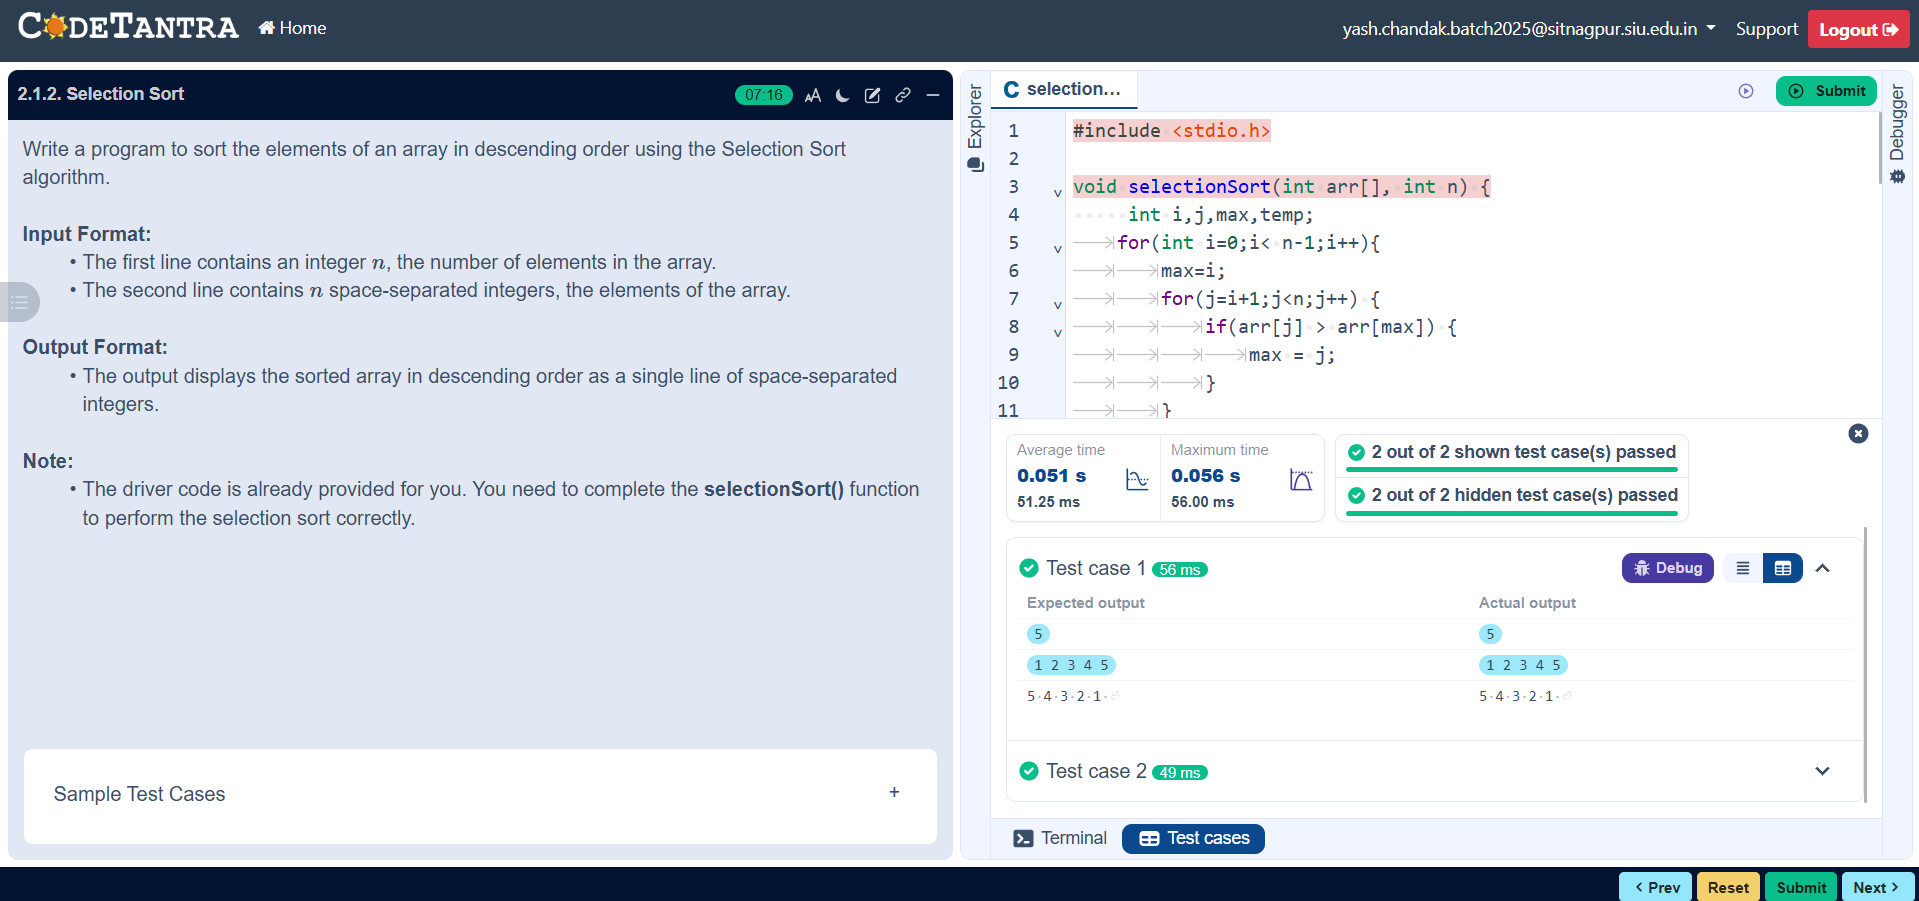 CODETANTRA Home
yash.chandak.batch2025@sitnagpur.siu.edu.in Support Logout
2.1.2. Selection Sort
07:16 AA
Write a program to sort the elements of an array in descending order using the Selection Sort
algorithm.
Input Format:
• The first line contains an integer n, the number of elements in the array.
• The second line contains n space-separated integers, the elements of the array.
Output Format:
• The output displays the sorted array in descending order as a single line of space-separated
integers.
Note:
• The driver code is already provided for you. You need to complete the selectionSort() function
to perform the selection sort correctly.
Sample Test Cases +
Explorer
C selection...
Submit
Debugger
1 #include <stdio.h>
2
3 void selectionSort(int arr[], int n) {
4 int i,j,max,temp;
5 for(int i=0;i< n-1;i++){
6 max=i;
7 for(j=i+1;j<n;j++) {
8 if(arr[j] > arr[max]) {
9 max = j;
10 }
11 }
Average time
0.051 s
51.25 ms
Maximum time
0.056 s
56.00 ms
2 out of 2 shown test case(s) passed
2 out of 2 hidden test case(s) passed
Test case 1 56 ms
Debug
Expected output Actual output
5 5
1 2 3 4 5 1 2 3 4 5
5·4·3·2·1· 5·4·3·2·1·
Test case 2 49 ms
Terminal Test cases
< Prev Reset Submit Next >